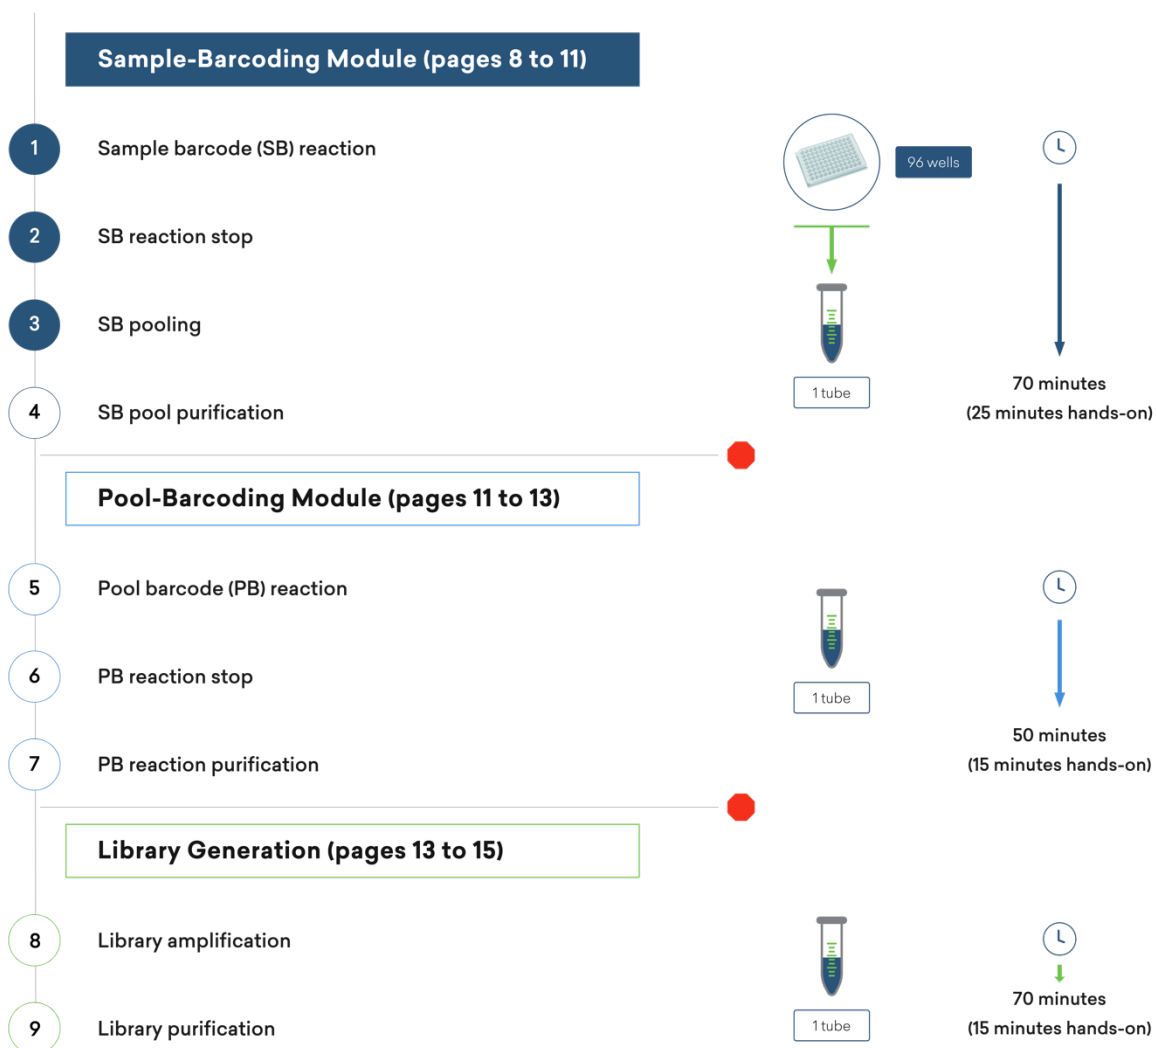 Sample-Barcoding Module (pages 8 to 11)
1
Sample barcode (SB) reaction
96 wells
2
SB reaction stop
3
SB pooling
1 tube
70 minutes
(25 minutes hands-on)
4
SB pool purification
Pool-Barcoding Module (pages 11 to 13)
5
Pool barcode (PB) reaction
6
PB reaction stop
1 tube
50 minutes
(15 minutes hands-on)
7
PB reaction purification
Library Generation (pages 13 to 15)
8
Library amplification
70 minutes
(15 minutes hands-on)
9
Library purification
1 tube